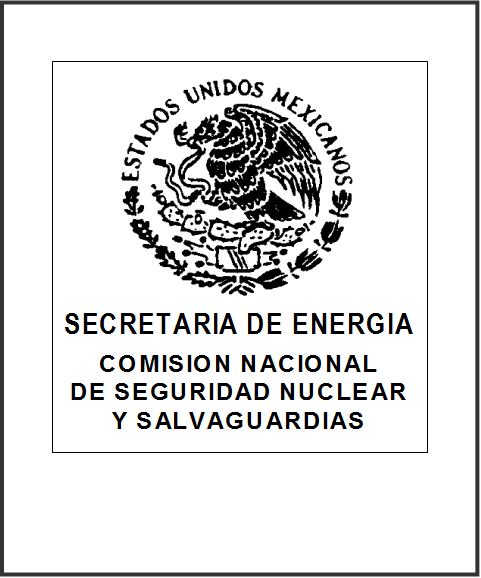 ESTADOS UNIDOS MEXICANOS
SECRETARIA DE ENERGIA
COMISION NACIONAL
DE SEGURIDAD NUCLEAR
Y SALVAGUARDIAS